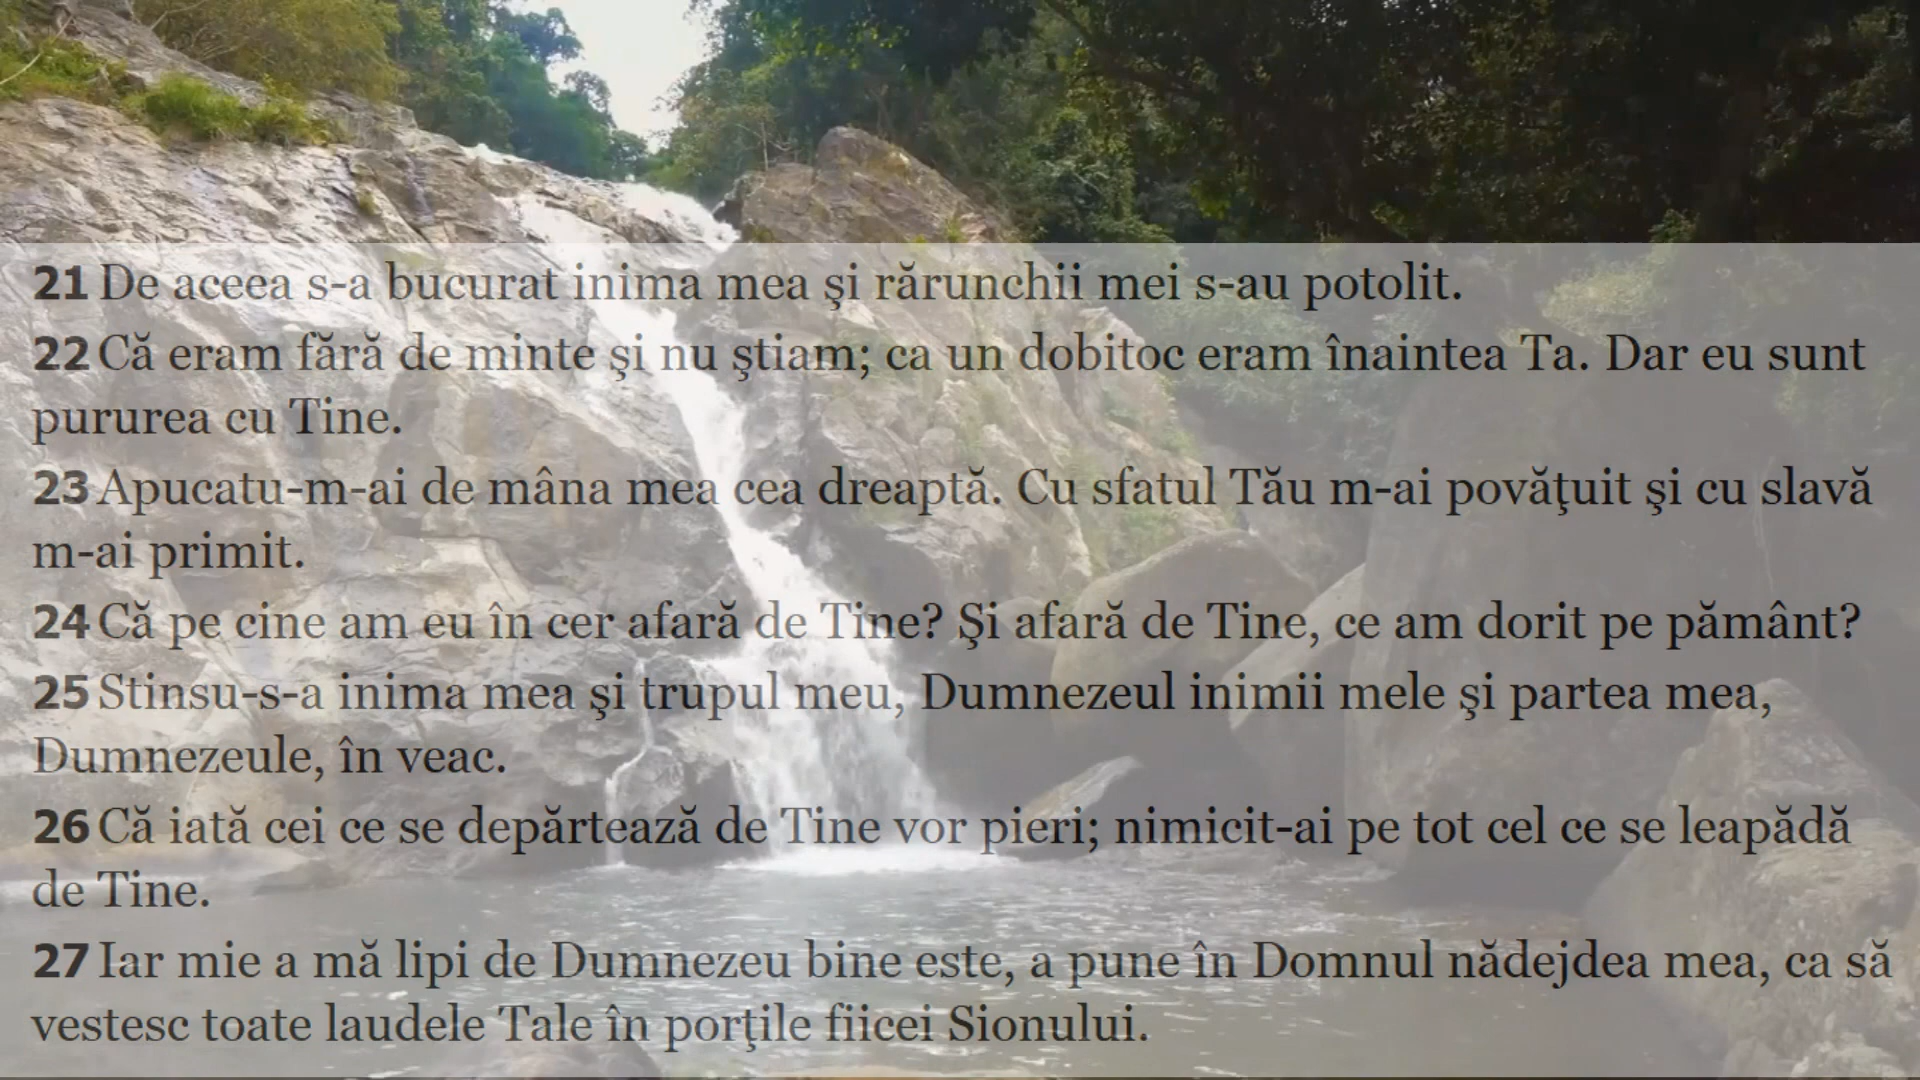 21 De aceea s-a bucurat inima mea şi rărunchii mei s-au potolit.
22 Că eram fără de minte şi nu ştiam; ca un dobitoc eram înaintea Ta. Dar eu sunt
pururea cu Tine.
23 Apucatu-m-ai de mâna mea cea dreaptă. Cu sfatul Tău m-ai povăţuit şi cu slavă
m-ai primit.
24 Că pe cine am eu în cer afară de Tine? Şi afară de Tine, ce am dorit pe pământ?
25 Stinsu-s-a inima mea şi trupul meu, Dumnezeul inimii mele şi partea mea,
Dumnezeule, în veac.
26 Că iată cei ce se depărtează de Tine vor pieri; nimicit-ai pe tot cel ce se leapădă
de Tine.
27 Iar mie a mă lipi de Dumnezeu bine este, a pune în Domnul nădejdea mea, ca să
vestesc toate laudele Tale în porţile fiicei Sionului.